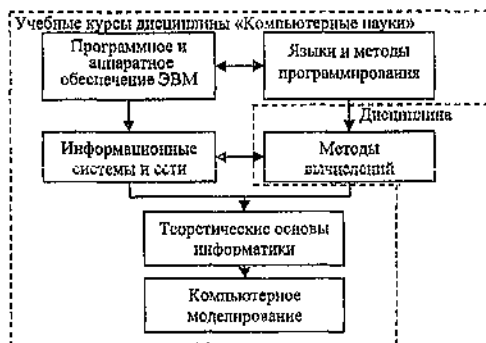 Учебные курсы дисциплины «Компьютерные науки»
Программное и
аппаратное
обеспечение ЭВМ
Языки и методы
программирования
Дисциплина
Информационные
системы и сети
Методы
вычислений
Теоретические основы
информатики
Компьютерное
моделирование